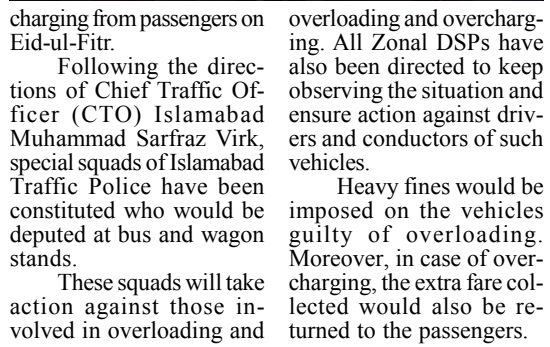 charging from passengers on
Eid-ul-Fitr.
Following the direc-
tions of Chief Traffic Of-
ficer (CTO) Islamabad
Muhammad Sarfraz Virk,
special squads of Islamabad
Traffic Police have been
constituted who would be
deputed at bus and wagon
stands.
These squads will take
action against those in-
volved in overloading and
overloading and overcharg-
ing. All Zonal DSPs have
also been directed to keep
observing the situation and
ensure action against driv-
ers and conductors of such
vehicles.
Heavy fines would be
imposed on the vehicles
guilty of overloading.
Moreover, in case of over-
charging, the extra fare col-
lected would also be re-
turned to the passengers.